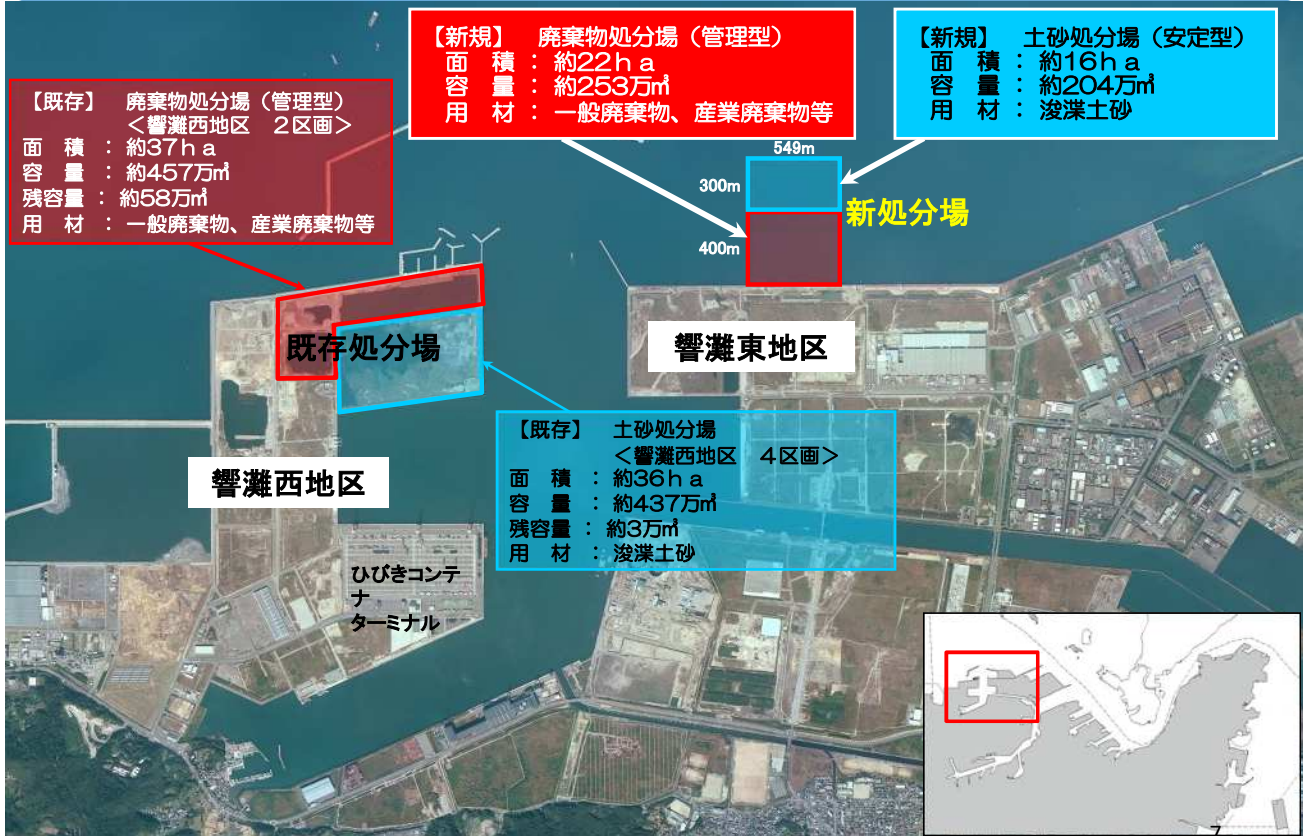 【新規】 廃棄物処分場(管理型)
面 積 : 約22ha
容 量 : 約253万㎥
用 材 : 一般廃棄物、産業廃棄物等
【新規】 土砂処分場(安定型)
面 積 : 約16ha
容 量 : 約204万㎥
用 材 : 浚渫土砂
【既存】 廃棄物処分場(管理型)
<響灘西地区 2区画>
面 積 : 約37ha
容 量 : 約457万㎥
残容量 : 約58万㎥
用 材 : 一般廃棄物、産業廃棄物等
549m
300m
新処分場
400m
既存処分場
響灘東地区
【既存】 土砂処分場
<響灘西地区 4区画>
面 積 : 約36ha
容 量 : 約437万㎥
残容量 : 約3万㎥
用 材 : 浚渫土砂
響灘西地区
ひびきコンテ
ナ
ターミナル
7